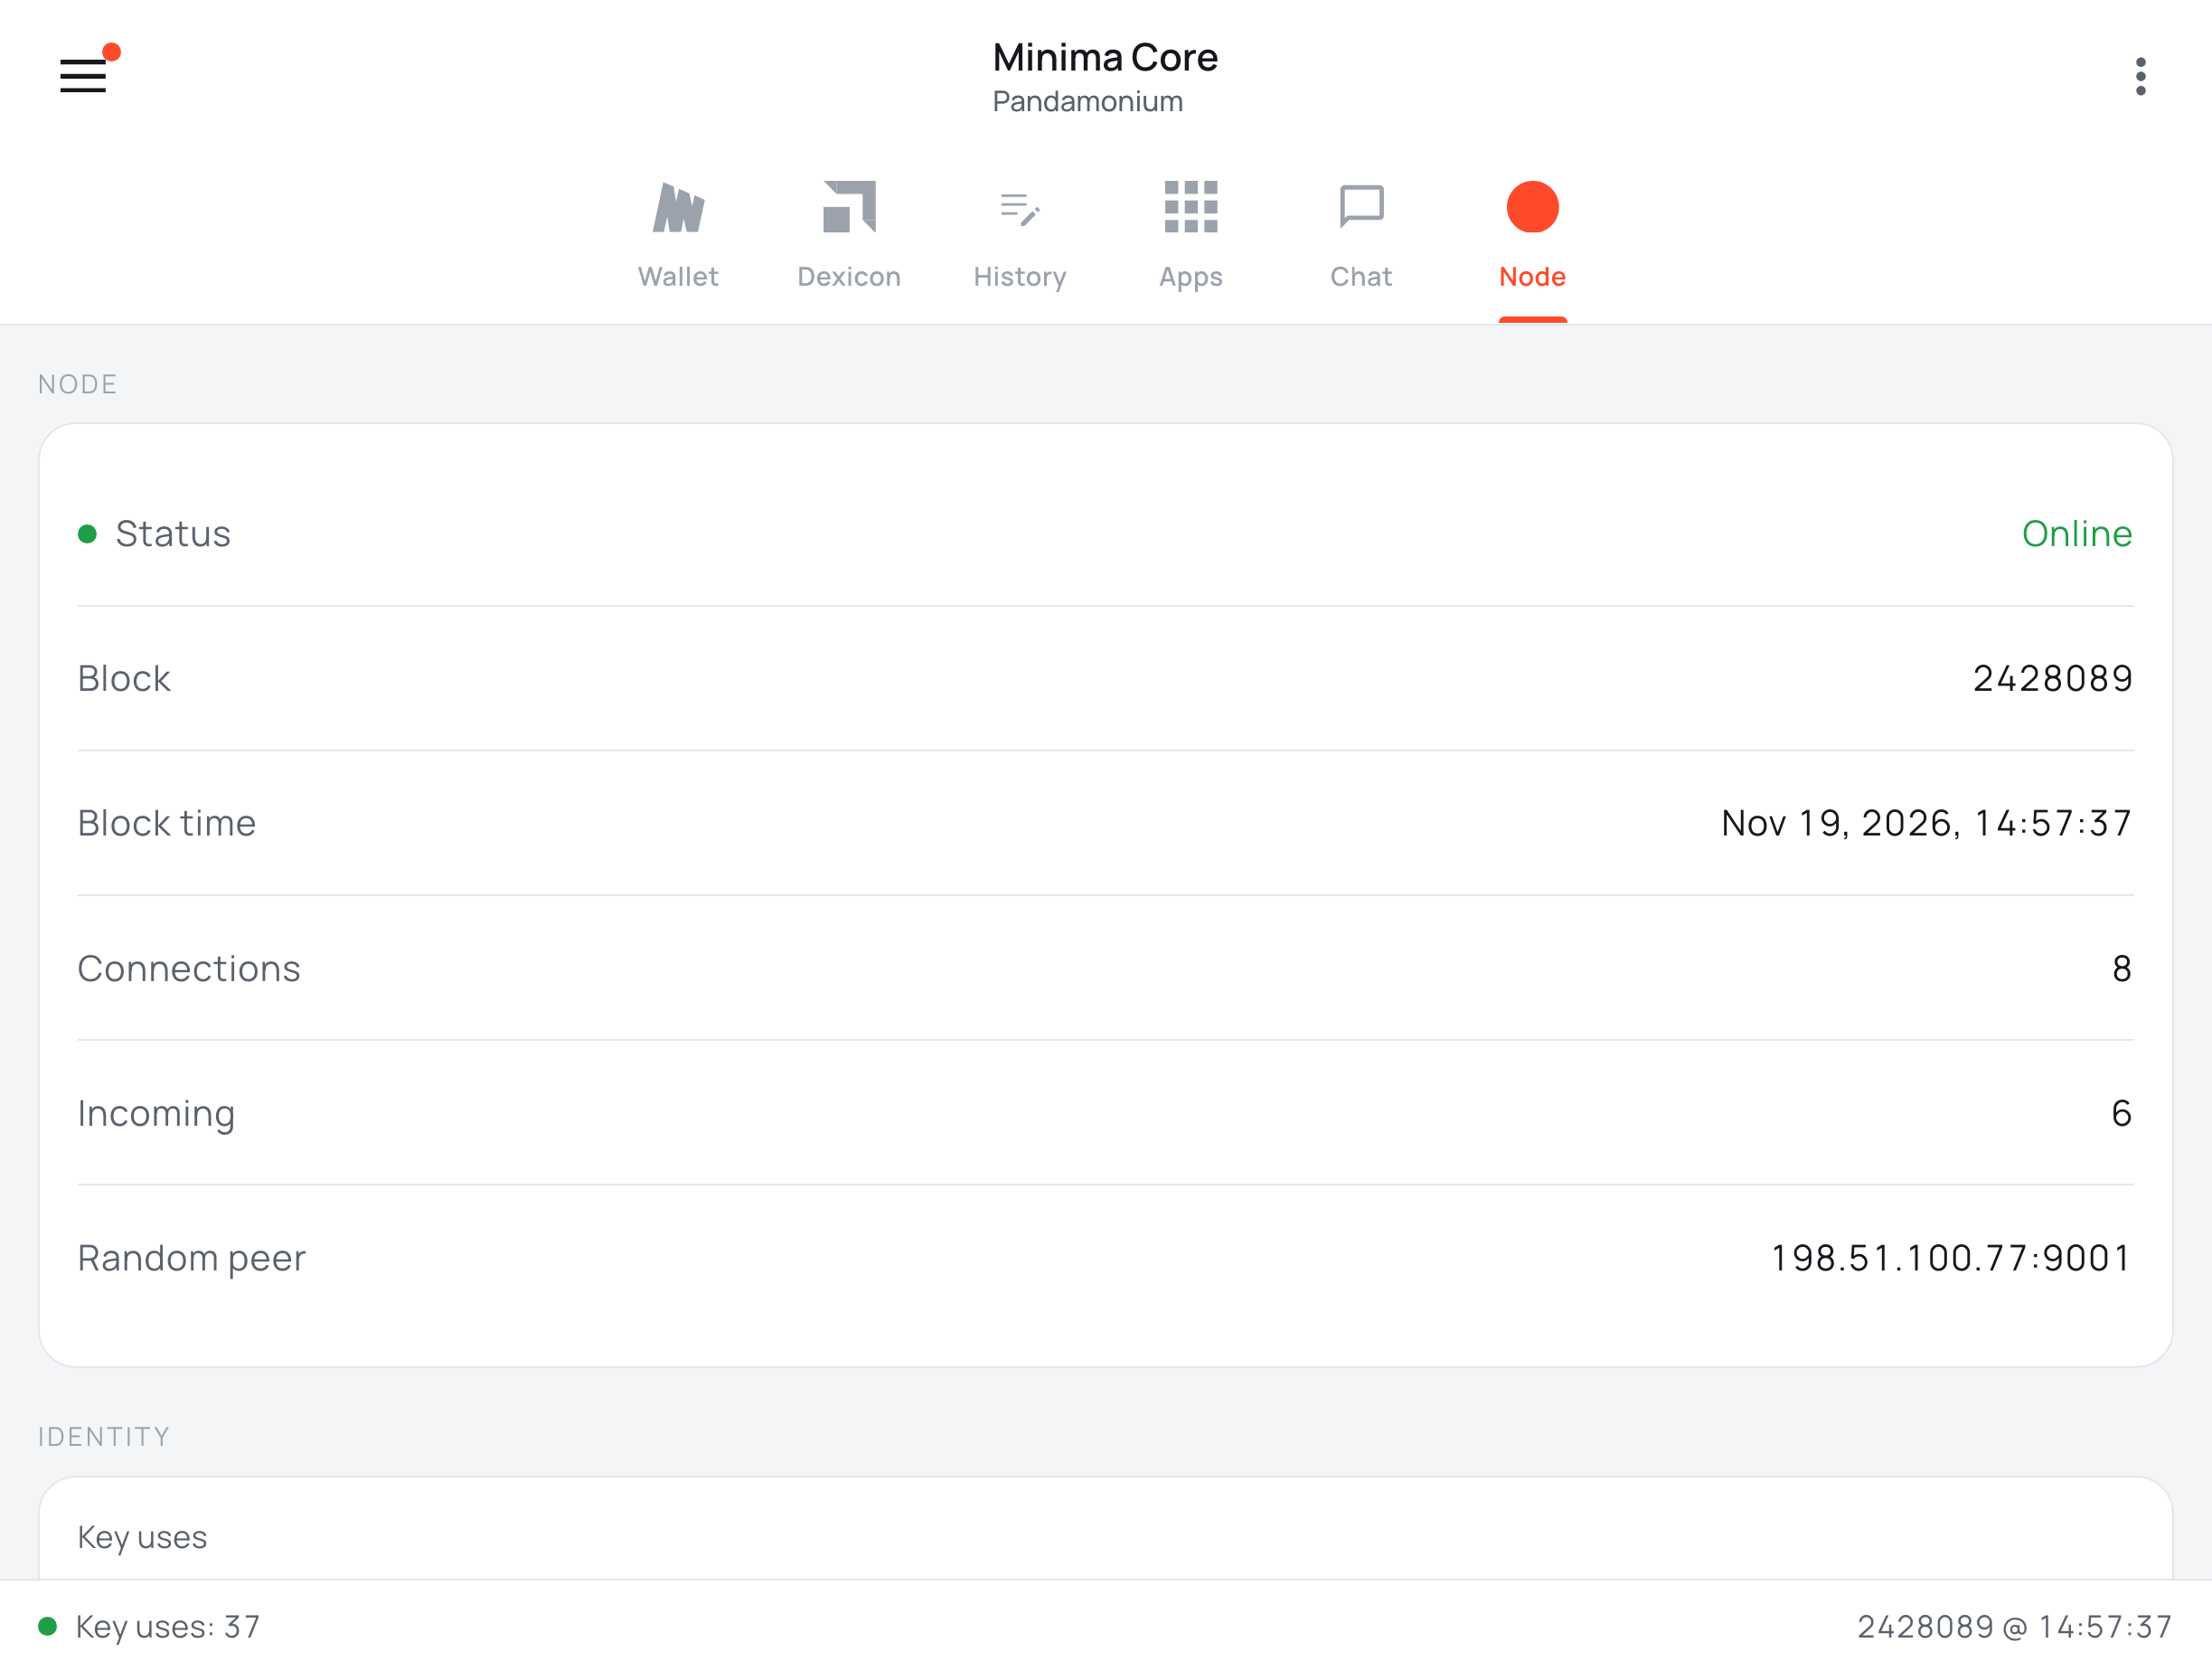 Minima Core
Pandamonium
Wallet
Dexicon
History
Apps
Chat
Node
NODE
Status
Online
Block
2428089
Block time
Nov 19, 2026, 14:57:37
Connections
8
Incoming
6
Random peer
198.51.100.77:9001
IDENTITY
Key uses
Key uses: 37
2428089 @ 14:57:37